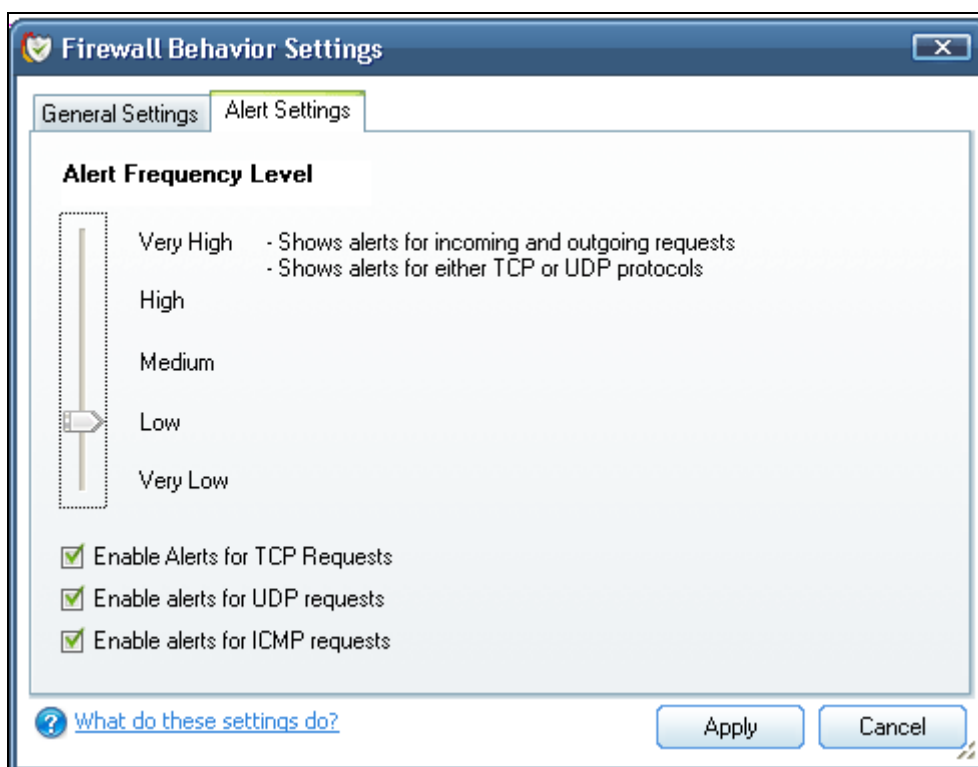 Firewall Behavior Settings
General Settings
Alert Settings
Alert Frequency Level
Very High
- Shows alerts for incoming and outgoing requests
- Shows alerts for either TCP or UDP protocols
High
Medium
Low
Very Low
Enable Alerts for TCP Requests
Enable alerts for UDP requests
Enable alerts for ICMP requests
What do these settings do?
Apply
Cancel